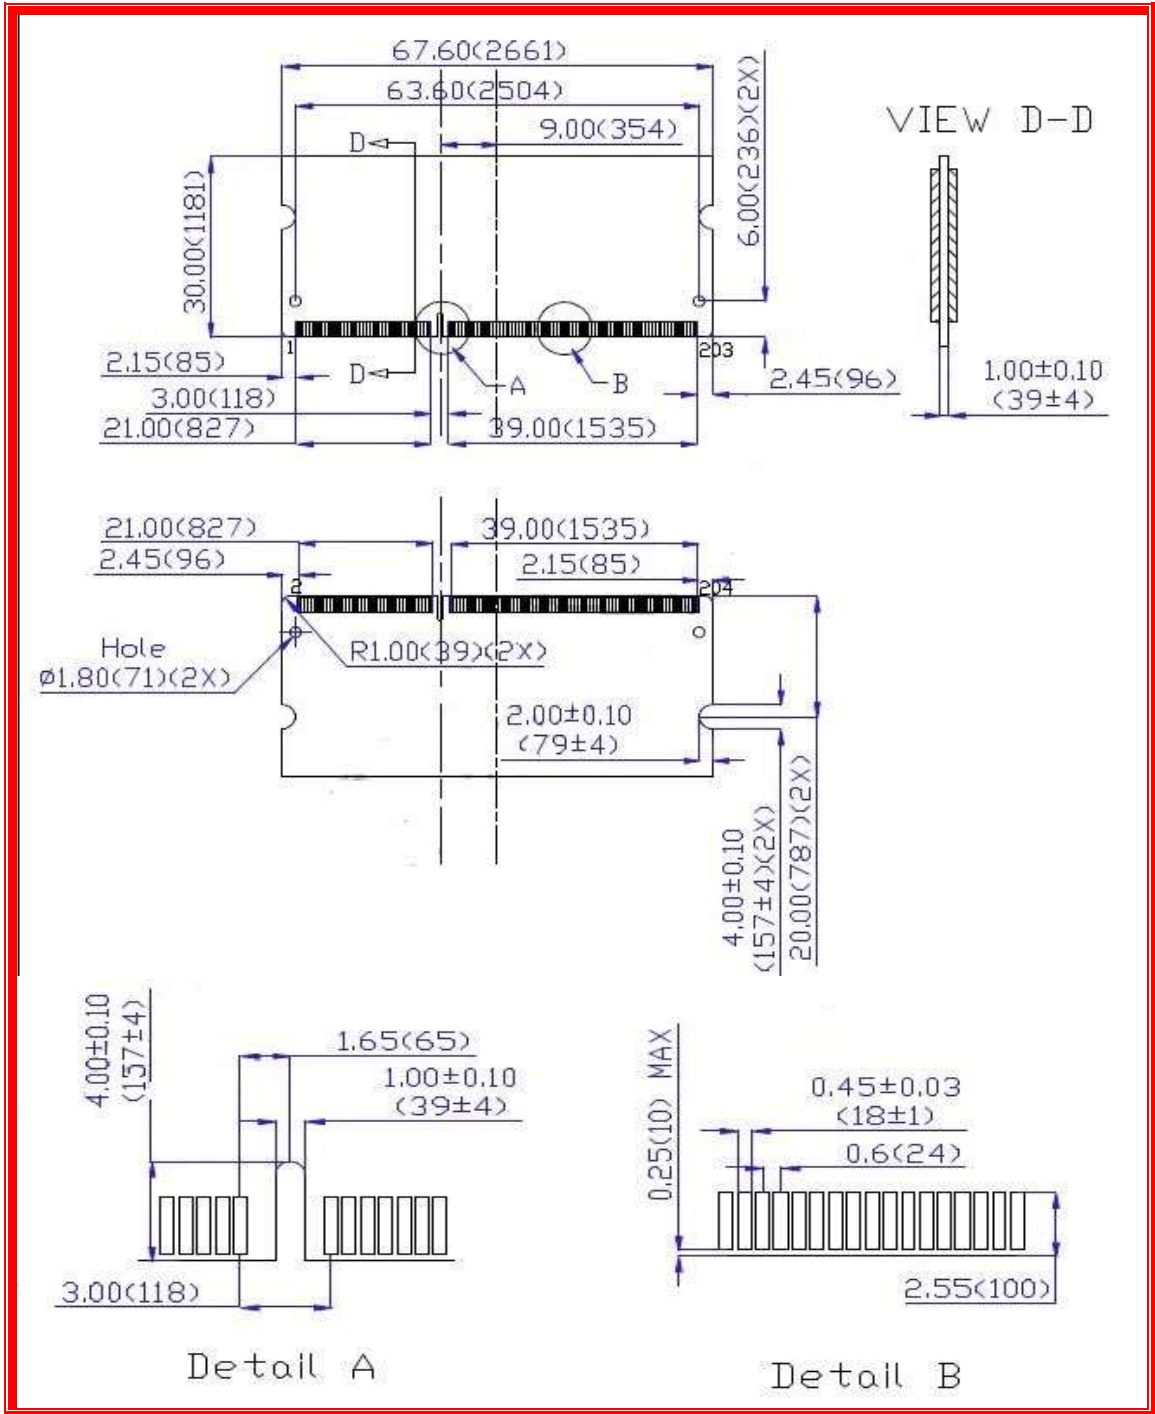 67.60(2661)
63.60(2504)
9.00(354)
D
30.00(1181)
6.00(236)(2X)
VIEW D-D
1
203
2.15(85)
D
A
B
2.45(96)
1.00±0.10
(39±4)
3.00(118)
21.00(827)
39.00(1535)
21.00(827)
39.00(1535)
2.45(96)
2.15(85)
2
204
Hole
Ø1.80(71)(2X)
R1.00(39)(2X)
2.00±0.10
(79±4)
4.00±0.10
(157±4)(2X)
20.00(787)(2X)
4.00±0.10
(157±4)
1.65(65)
1.00±0.10
(39±4)
3.00(118)
Detail A
0.25(10) MAX
0.45±0.03
(18±1)
0.6(24)
2.55(100)
Detail B